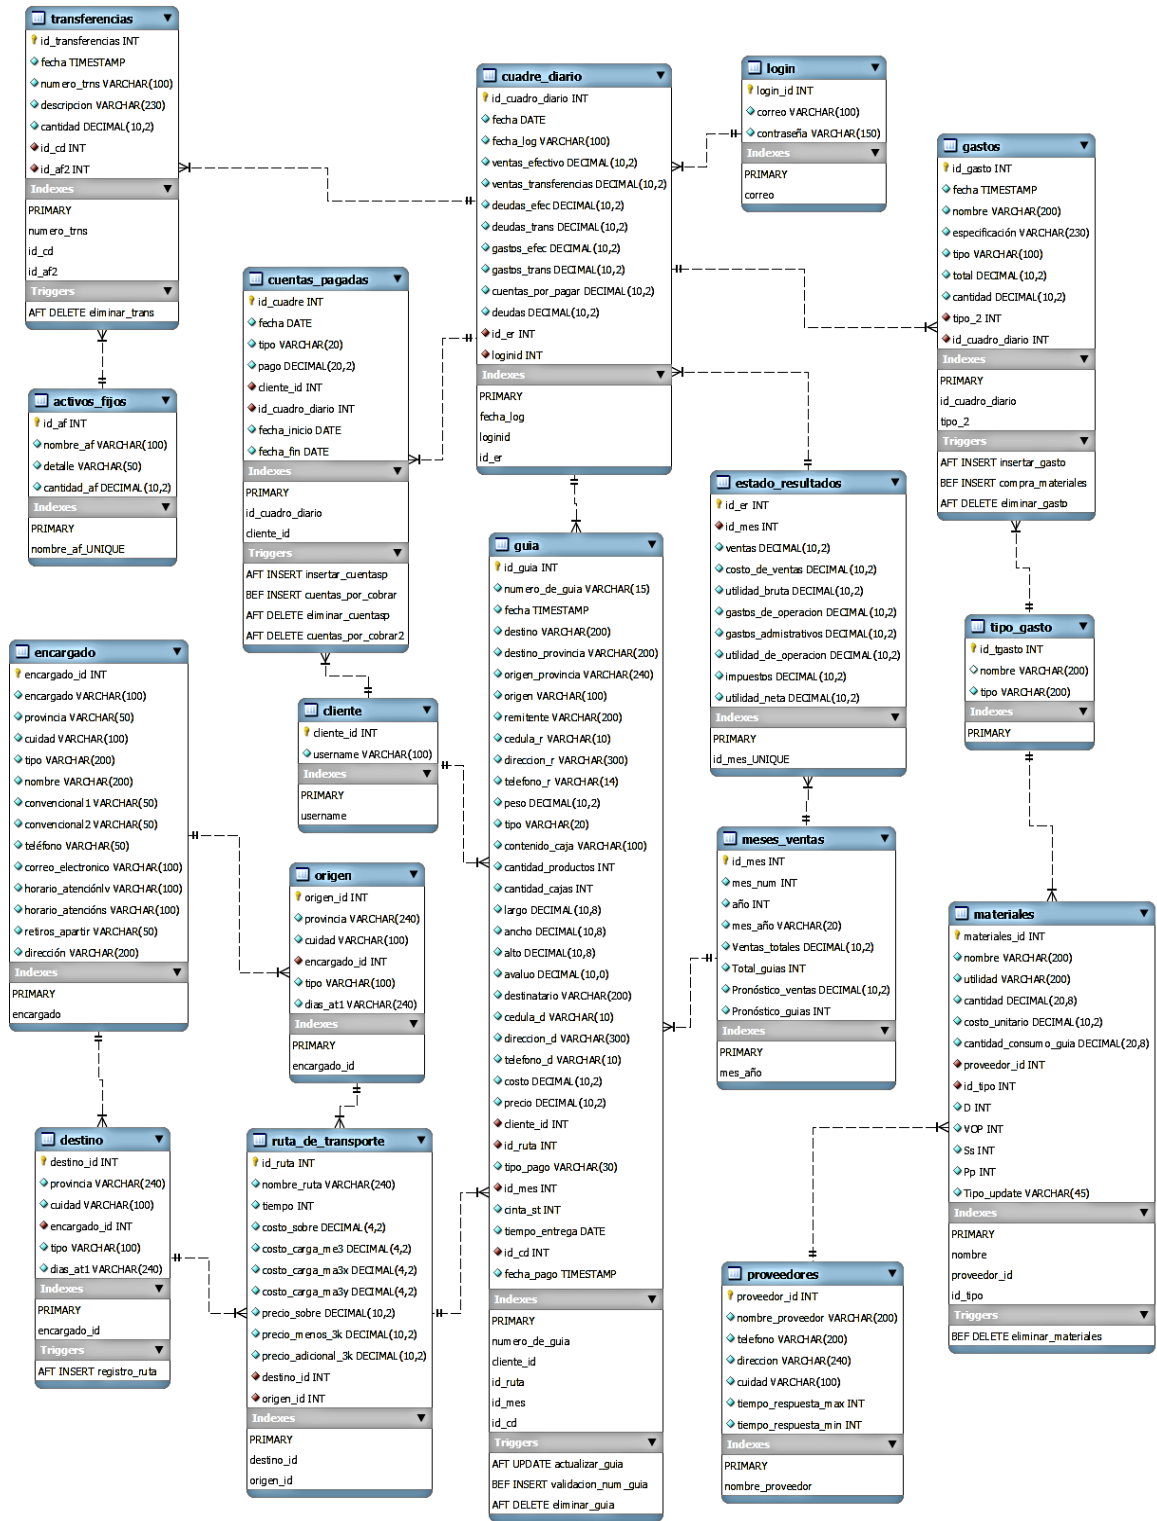 transferencias
id_transferencias INT
fecha TIMESTAMP
numero_trns VARCHAR(100)
descripcion VARCHAR(230)
cantidad DECIMAL(10,2)
id_cd INT
id_af2 INT
Indexes
PRIMARY
numero_trns
id_cd
id_af2
Triggers
AFT DELETE eliminar_trans
activos_fijos
id_af INT
nombre_af VARCHAR(100)
detalle VARCHAR(50)
cantidad_af DECIMAL(10,2)
Indexes
PRIMARY
nombre_af_UNIQUE
cuadre_diario
id_cuadro_diario INT
fecha DATE
fecha_log VARCHAR(100)
ventas_efectivo DECIMAL(10,2)
ventas_transferencias DECIMAL(10,2)
deudas_efec DECIMAL(10,2)
deudas_trans DECIMAL(10,2)
gastos_efec DECIMAL(10,2)
gastos_trans DECIMAL(10,2)
cuentas_por_pagar DECIMAL(10,2)
deudas DECIMAL(10,2)
id_er INT
loginid INT
Indexes
PRIMARY
fecha_log
loginid
id_er
login
login_id INT
correo VARCHAR(100)
contraseña VARCHAR(150)
Indexes
PRIMARY
correo
gastos
id_gasto INT
fecha TIMESTAMP
nombre VARCHAR(200)
especificación VARCHAR(230)
tipo VARCHAR(100)
total DECIMAL(10,2)
cantidad DECIMAL(10,2)
tipo_2 INT
id_cuadro_diario INT
Indexes
PRIMARY
id_cuadro_diario
tipo_2
Triggers
AFT INSERT insertar_gasto
BEF INSERT compra_materiales
AFT DELETE eliminar_gasto
cuentas_pagadas
id_cuadre INT
fecha DATE
tipo VARCHAR(20)
pago DECIMAL(20,2)
cliente_id INT
id_cuadro_diario INT
fecha_inicio DATE
fecha_fin DATE
Indexes
PRIMARY
id_cuadro_diario
cliente_id
Triggers
AFT INSERT insertar_cuentasp
BEF INSERT cuentas_por_cobrar
AFT DELETE eliminar_cuentasp
AFT DELETE cuentas_por_cobrar2
estado_resultados
id_er INT
id_mes INT
ventas DECIMAL(10,2)
costo_de_ventas DECIMAL(10,2)
utilidad_bruta DECIMAL(10,2)
gastos_de_operacion DECIMAL(10,2)
gastos_admistrativos DECIMAL(10,2)
utilidad_de_operacion DECIMAL(10,2)
impuestos DECIMAL(10,2)
utilidad_neta DECIMAL(10,2)
Indexes
PRIMARY
id_mes_UNIQUE
guia
id_guia INT
numero_de_guia VARCHAR(15)
fecha TIMESTAMP
destino VARCHAR(200)
destino_provincia VARCHAR(200)
origen_provincia VARCHAR(240)
origen VARCHAR(100)
remitente VARCHAR(200)
cedula_r VARCHAR(10)
direccion_r VARCHAR(300)
telefono_r VARCHAR(14)
peso DECIMAL(10,2)
tipo VARCHAR(20)
contenido_caja VARCHAR(100)
cantidad_productos INT
cantidad_cajas INT
largo DECIMAL(10,8)
ancho DECIMAL(10,8)
alto DECIMAL(10,8)
avaluo DECIMAL(10,0)
destinatario VARCHAR(200)
cedula_d VARCHAR(10)
direccion_d VARCHAR(300)
telefono_d VARCHAR(10)
costo DECIMAL(10,2)
precio DECIMAL(10,2)
cliente_id INT
id_ruta INT
tipo_pago VARCHAR(30)
id_mes INT
cinta_st INT
tiempo_entrega DATE
id_cd INT
fecha_pago TIMESTAMP
Indexes
PRIMARY
numero_de_guia
cliente_id
id_ruta
id_mes
id_cd
Triggers
AFT UPDATE actualizar_guia
BEF INSERT validacion_num_guia
AFT DELETE eliminar_guia
tipo_gasto
id_tgasto INT
nombre VARCHAR(200)
tipo VARCHAR(200)
Indexes
PRIMARY
encargado
encargado_id INT
encargado VARCHAR(100)
provincia VARCHAR(50)
cuidad VARCHAR(100)
tipo VARCHAR(200)
nombre VARCHAR(200)
convencional1 VARCHAR(50)
convencional2 VARCHAR(50)
teléfono VARCHAR(50)
correo_electronico VARCHAR(100)
horario_atenciónlv VARCHAR(100)
horario_atencións VARCHAR(100)
retiros_apartir VARCHAR(50)
dirección VARCHAR(200)
Indexes
PRIMARY
encargado
cliente
cliente_id INT
username VARCHAR(100)
Indexes
PRIMARY
username
origen
origen_id INT
provincia VARCHAR(240)
cuidad VARCHAR(100)
encargado_id INT
tipo VARCHAR(100)
dias_at1 VARCHAR(240)
Indexes
PRIMARY
encargado_id
meses_ventas
id_mes INT
mes_num INT
año INT
mes_año VARCHAR(20)
Ventas_totales DECIMAL(10,2)
Total_guias INT
Pronóstico_ventas DECIMAL(10,2)
Pronóstico_guias INT
Indexes
PRIMARY
mes_año
materiales
materiales_id INT
nombre VARCHAR(200)
utilidad VARCHAR(200)
cantidad DECIMAL(20,8)
costo_unitario DECIMAL(10,2)
cantidad_consumo_guia DECIMAL(20,8)
proveedor_id INT
id_tipo INT
D INT
VOP INT
Ss INT
Pp INT
Tipo_update VARCHAR(45)
Indexes
PRIMARY
nombre
proveedor_id
id_tipo
Triggers
BEF DELETE eliminar_materiales
destino
destino_id INT
provincia VARCHAR(240)
cuidad VARCHAR(100)
encargado_id INT
tipo VARCHAR(100)
dias_at1 VARCHAR(240)
Indexes
PRIMARY
encargado_id
Triggers
AFT INSERT registro_ruta
ruta_de_transporte
id_ruta INT
nombre_ruta VARCHAR(240)
tiempo INT
costo_sobre DECIMAL(4,2)
costo_carga_me3 DECIMAL(4,2)
costo_carga_ma3x DECIMAL(4,2)
costo_carga_ma3y DECIMAL(4,2)
precio_sobre DECIMAL(10,2)
precio_menos_3k DECIMAL(10,2)
precio_adicional_3k DECIMAL(10,2)
destino_id INT
origen_id INT
Indexes
PRIMARY
destino_id
origen_id
proveedores
proveedor_id INT
nombre_proveedor VARCHAR(200)
telefono VARCHAR(200)
direccion VARCHAR(240)
cuidad VARCHAR(100)
tiempo_respuesta_max INT
tiempo_respuesta_min INT
Indexes
PRIMARY
nombre_proveedor